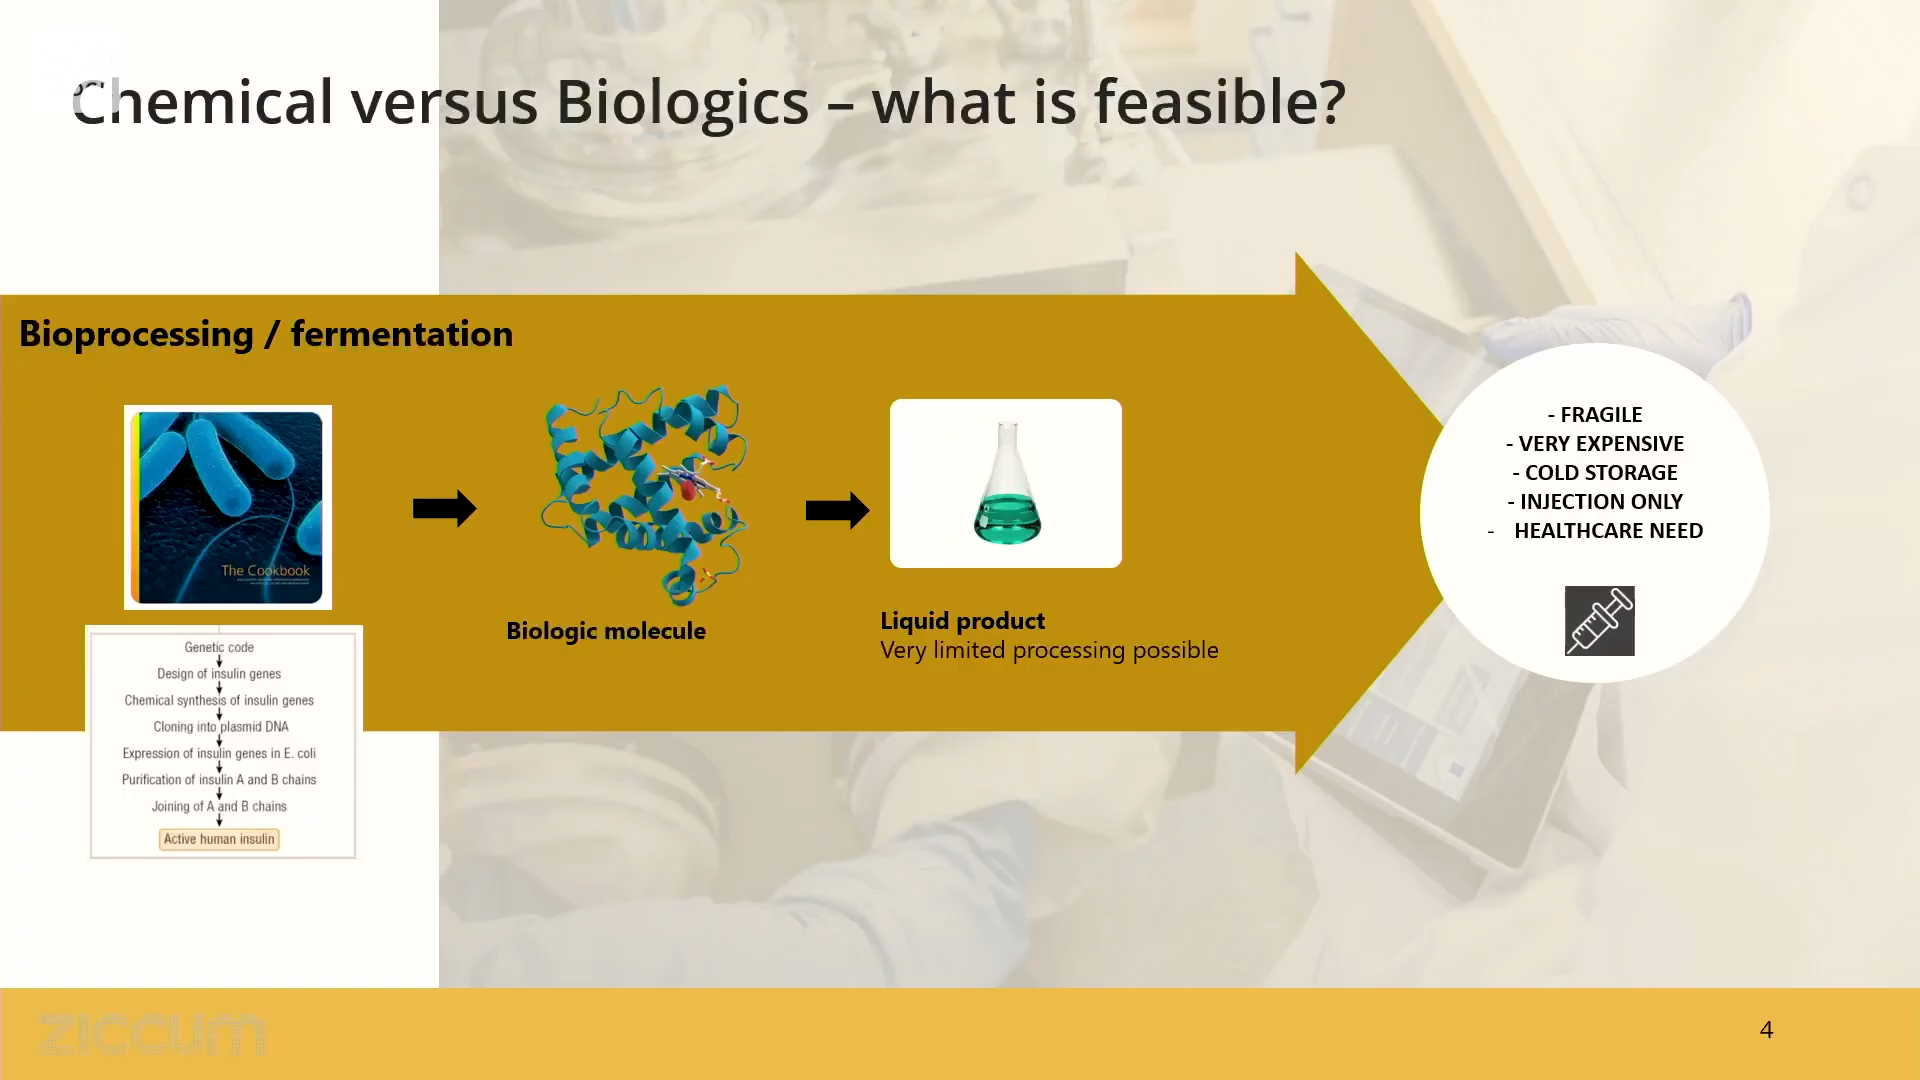 Chemical versus Biologics – what is feasible?
Bioprocessing / fermentation
The Cookbook
Genetic code
Design of insulin genes
Chemical synthesis of insulin genes
Cloning into plasmid DNA
Expression of insulin genes in E. coli
Purification of insulin A and B chains
Joining of A and B chains
Active human insulin
Biologic molecule
Liquid product
Very limited processing possible
- FRAGILE
- VERY EXPENSIVE
- COLD STORAGE
- INJECTION ONLY
- HEALTHCARE NEED
ziccum
4